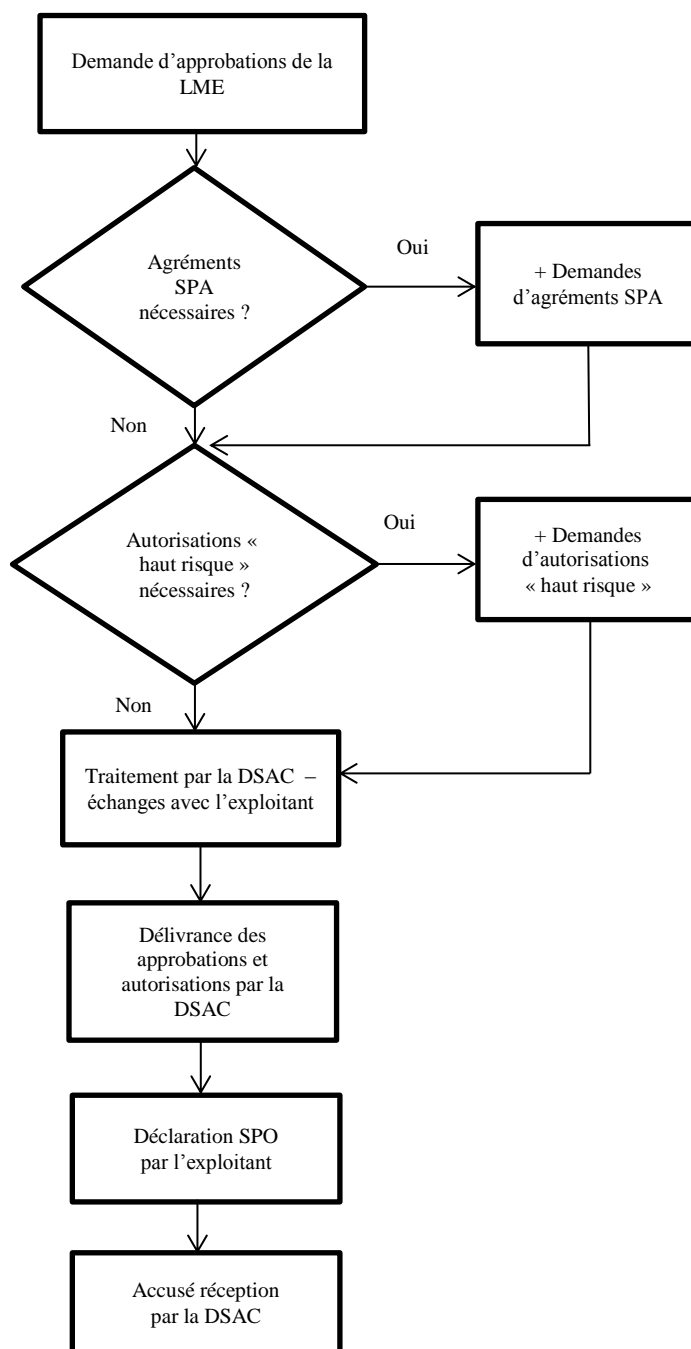 Demande d’approbations de la
LME
Agréments
SPA
nécessaires ?
Oui
+ Demandes
d’agréments SPA
Non
Autorisations «
haut risque »
nécessaires ?
Oui
+ Demandes
d’autorisations
« haut risque »
Non
Traitement par la DSAC –
échanges avec l’exploitant
Délivrance des
approbations et
autorisations par la
DSAC
Déclaration SPO
par l’exploitant
Accusé réception
par la DSAC